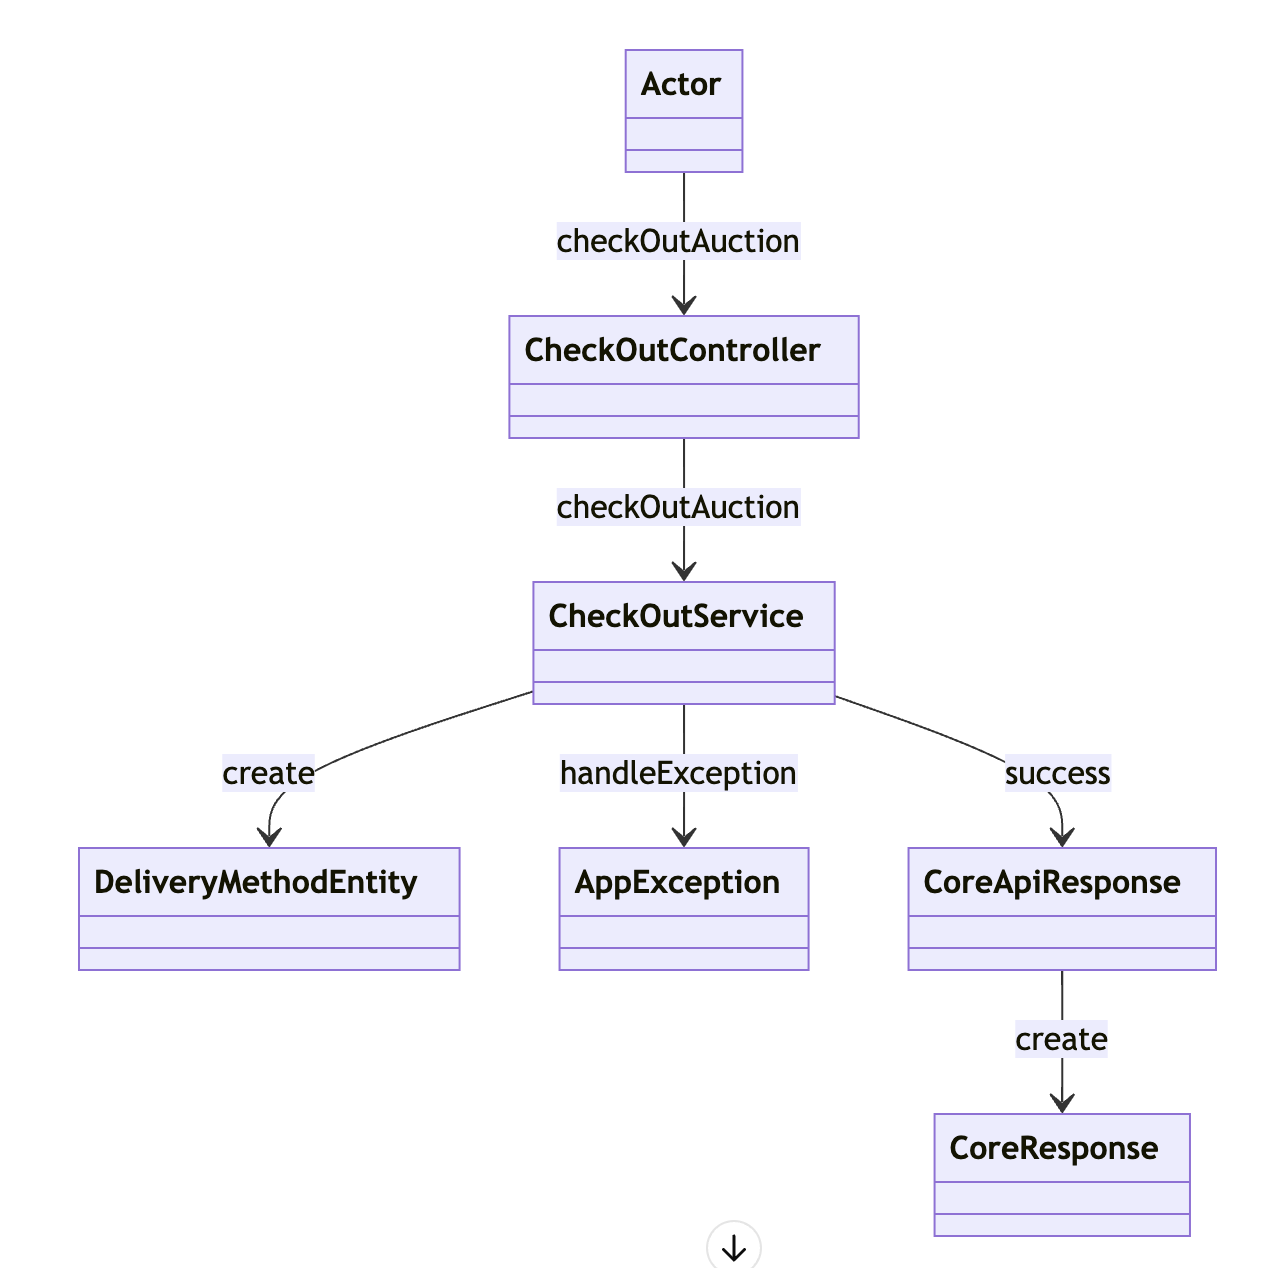 Actor
checkOutAuction
CheckOutController
checkOutAuction
CheckOutService
create
handleException
success
DeliveryMethodEntity
AppException
CoreApiResponse
create
CoreResponse